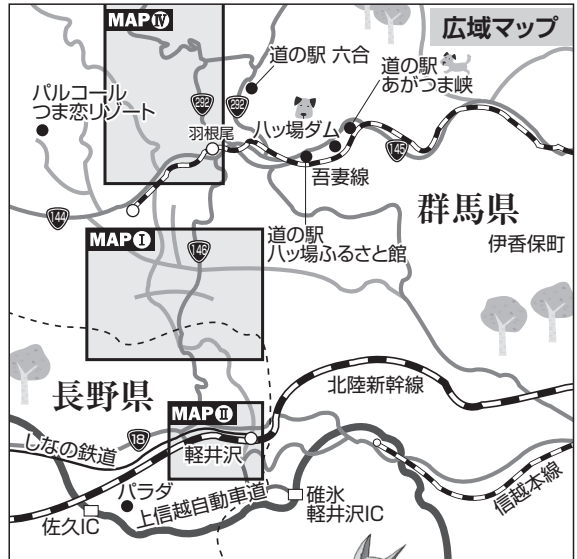 広域マップ
MAPⅣ
道の駅 六合
道の駅
あがつま峡
パルコール
つま恋リゾート
292
292
羽根尾
八ッ場ダム
145
吾妻線
144
群馬県
伊香保町
道の駅
八ッ場ふるさと館
MAPⅠ
146
長野県
北陸新幹線
MAPⅡ
18
しなの鉄道
軽井沢
パラダ
上信越自動車道
碓氷
軽井沢IC
佐久IC
信越本線